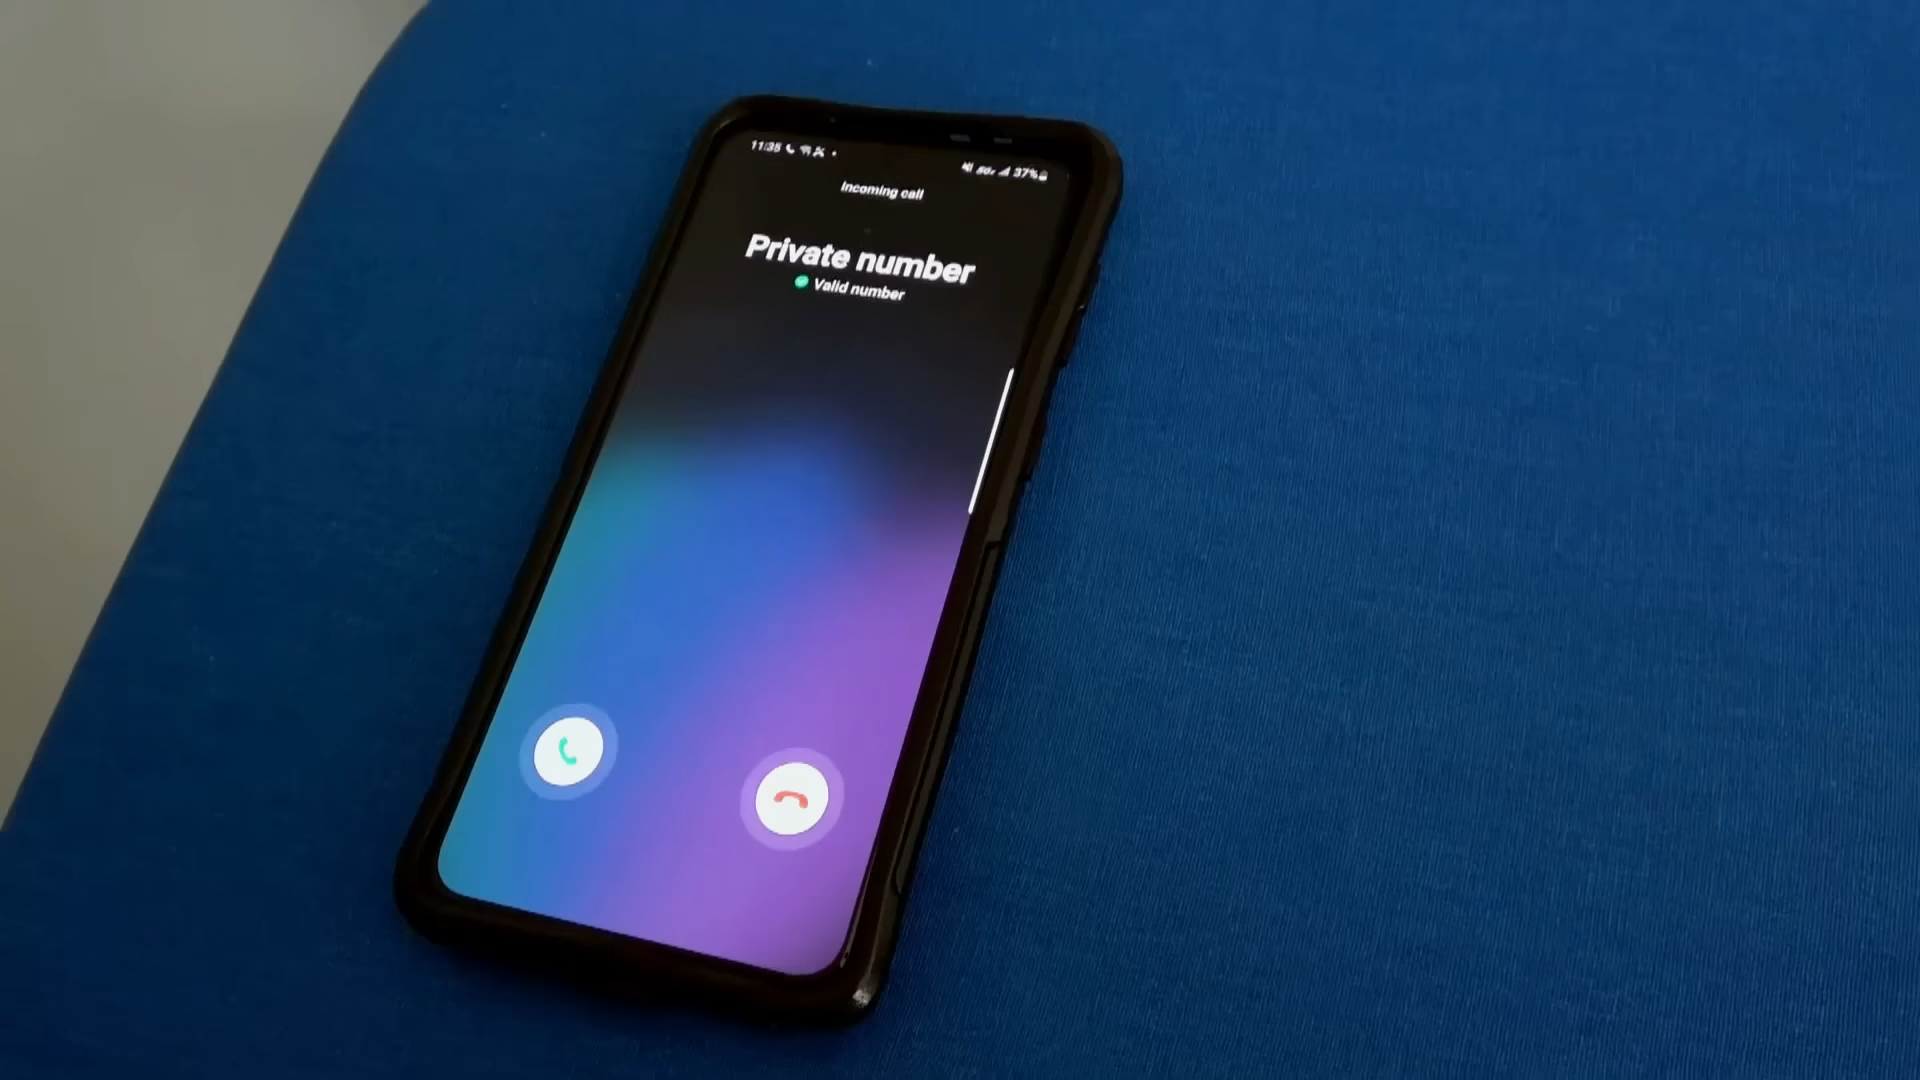 11:35
37%
Incoming call
Private number
Valid number